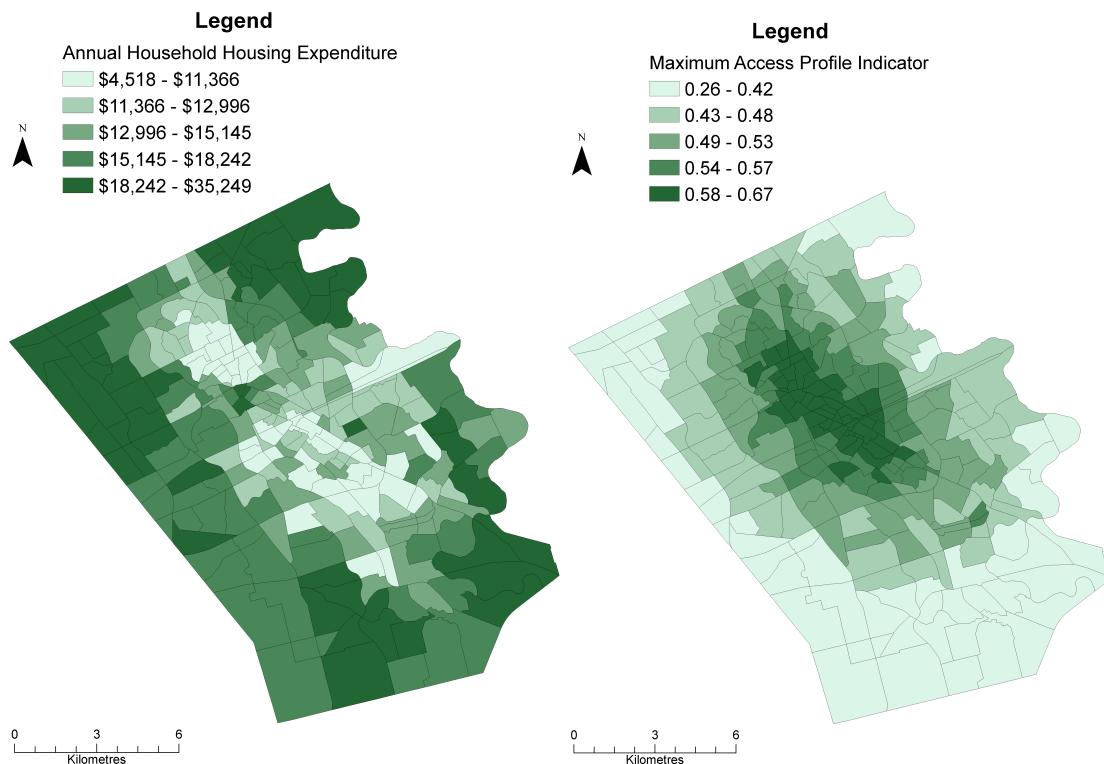 Legend
Annual Household Housing Expenditure
$4,518 - $11,366
$11,366 - $12,996
$12,996 - $15,145
$15,145 - $18,242
$18,242 - $35,249
N
0 3 6
Kilometres
Legend
Maximum Access Profile Indicator
0.26 - 0.42
0.43 - 0.48
0.49 - 0.53
0.54 - 0.57
0.58 - 0.67
N
0 3 6
Kilometres